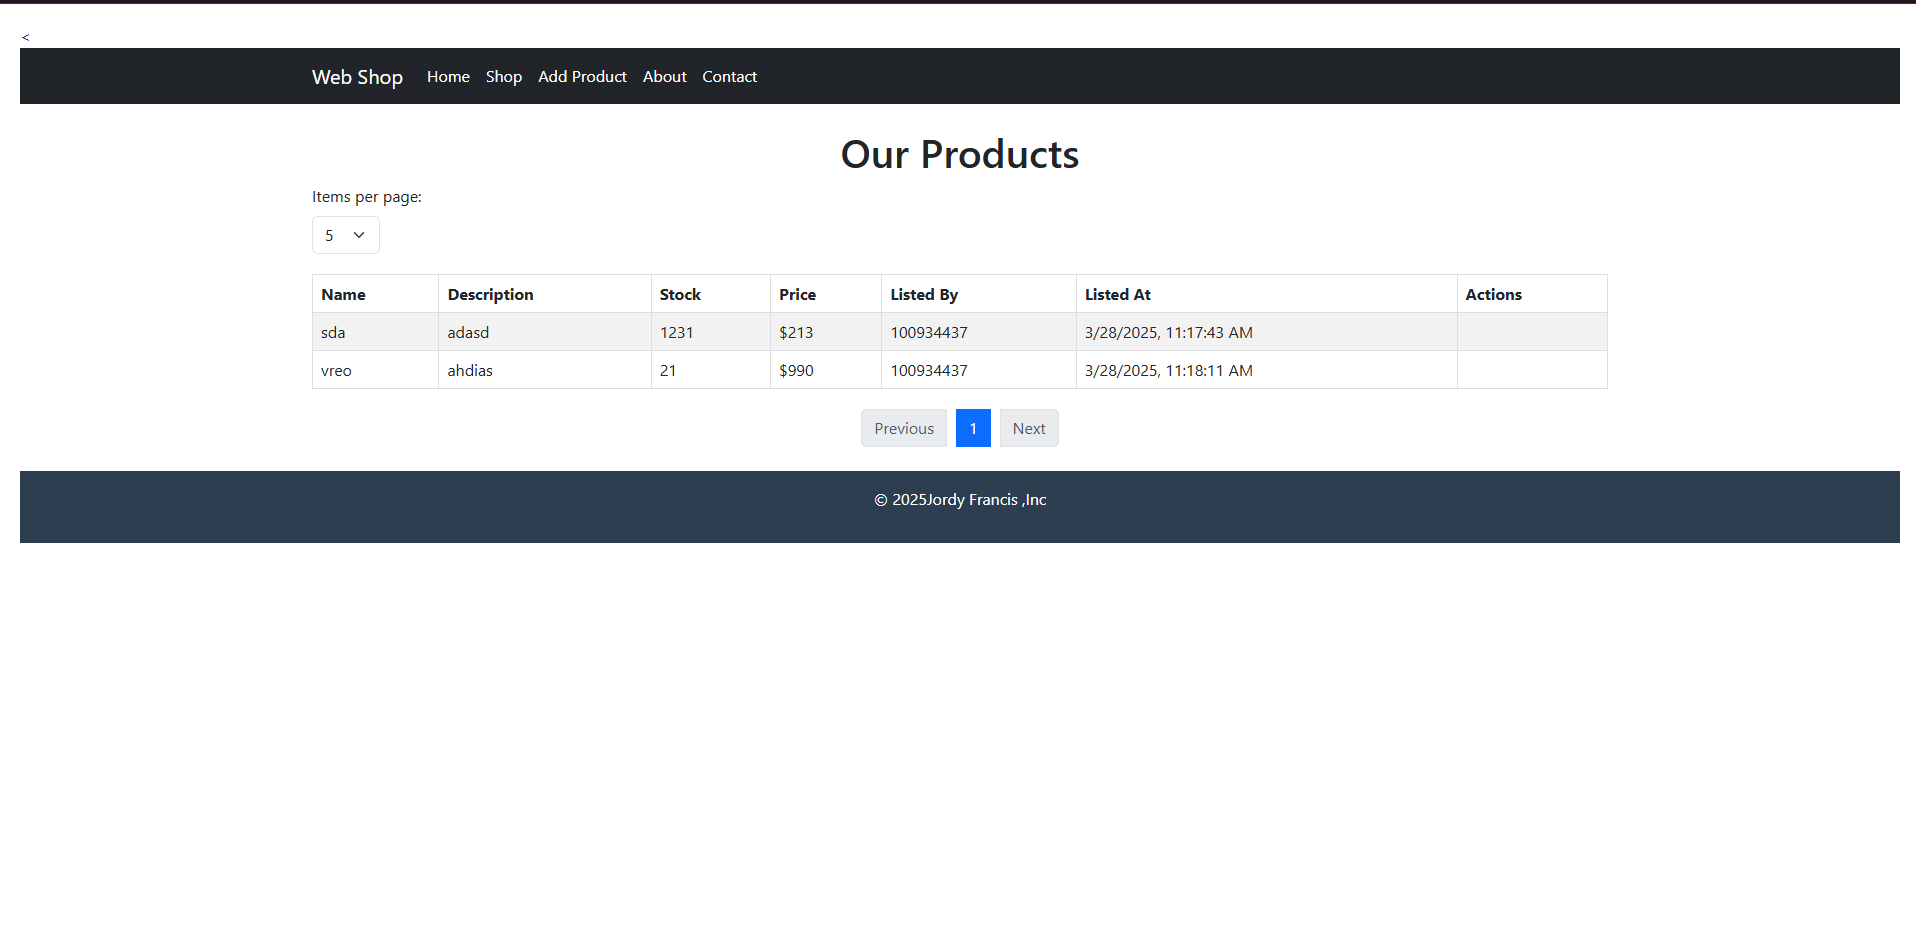 <
Web Shop Home Shop Add Product About Contact
Our Products
Items per page:
5
Name Description Stock Price Listed By Listed At Actions
sda adasd 1231 $213 100934437 3/28/2025, 11:17:43 AM
vreo ahdias 21 $990 100934437 3/28/2025, 11:18:11 AM
Previous 1 Next
© 2025Jordy Francis ,Inc